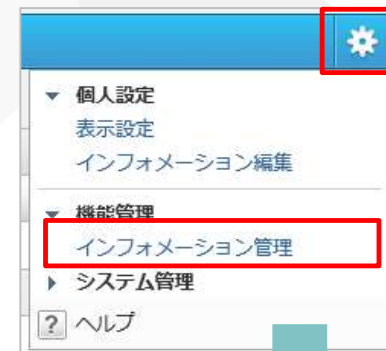 ▼ 個人設定
表示設定
インフォメーション編集
▼ 機能管理
インフォメーション管理
▶ システム管理
? ヘルプ